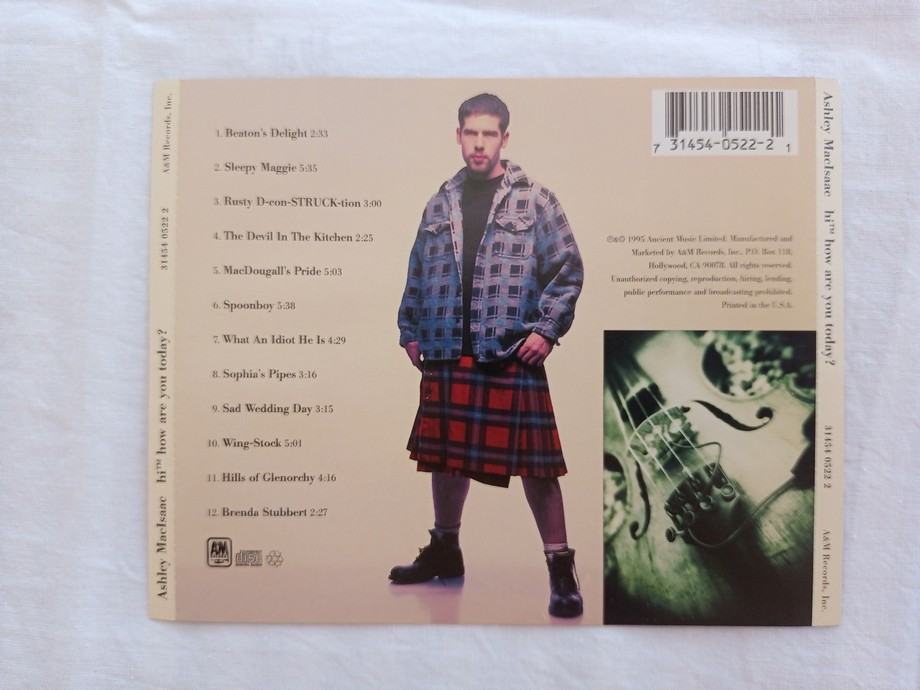 Ashley MacIsaac hi™ how are you today? 31454 0522 2 A&M Records, Inc.
1. Beaton's Delight 2:33
2. Sleepy Maggie 5:35
3. Rusty D-con-STRUCK-tion 3:00
4. The Devil In The Kitchen 2:25
5. MacDougall's Pride 5:03
6. Spoonboy 5:38
7. What An Idiot He Is 4:29
8. Sophia's Pipes 3:16
9. Sad Wedding Day 3:15
10. Wing-Stock 5:01
11. Hills of Glenorchy 4:16
12. Brenda Stubbert 2:27
A&M
disc
7 31454-0522-2 1
℗&© 1995 Ancient Music Limited. Manufactured and
Marketed by A&M Records, Inc., P.O. Box 118,
Hollywood, CA 90078. All rights reserved.
Unauthorized copying, reproduction, hiring, lending,
public performance and broadcasting prohibited.
Printed in the U.S.A.
Ashley MacIsaac hi™ how are you today? 31454 0522 2 A&M Records, Inc.